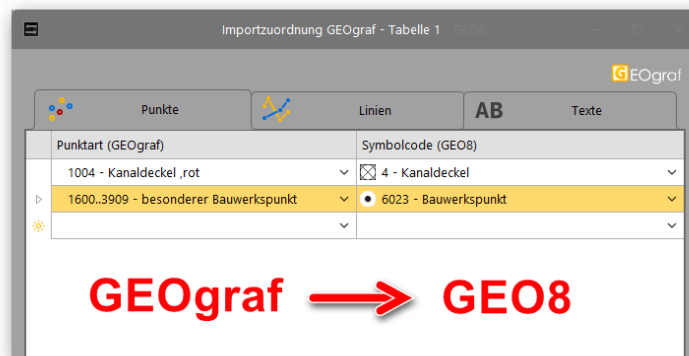 Importzuordnung GEOgraf - Tabelle 1 GEO8
GEOgraf
Punkte Linien AB Texte
Punktart (GEOgraf) Symbolcode (GEO8)
1004 - Kanaldeckel ,rot 4 - Kanaldeckel
1600..3909 - besonderer Bauwerkspunkt 6023 - Bauwerkspunkt
GEOgraf GEO8